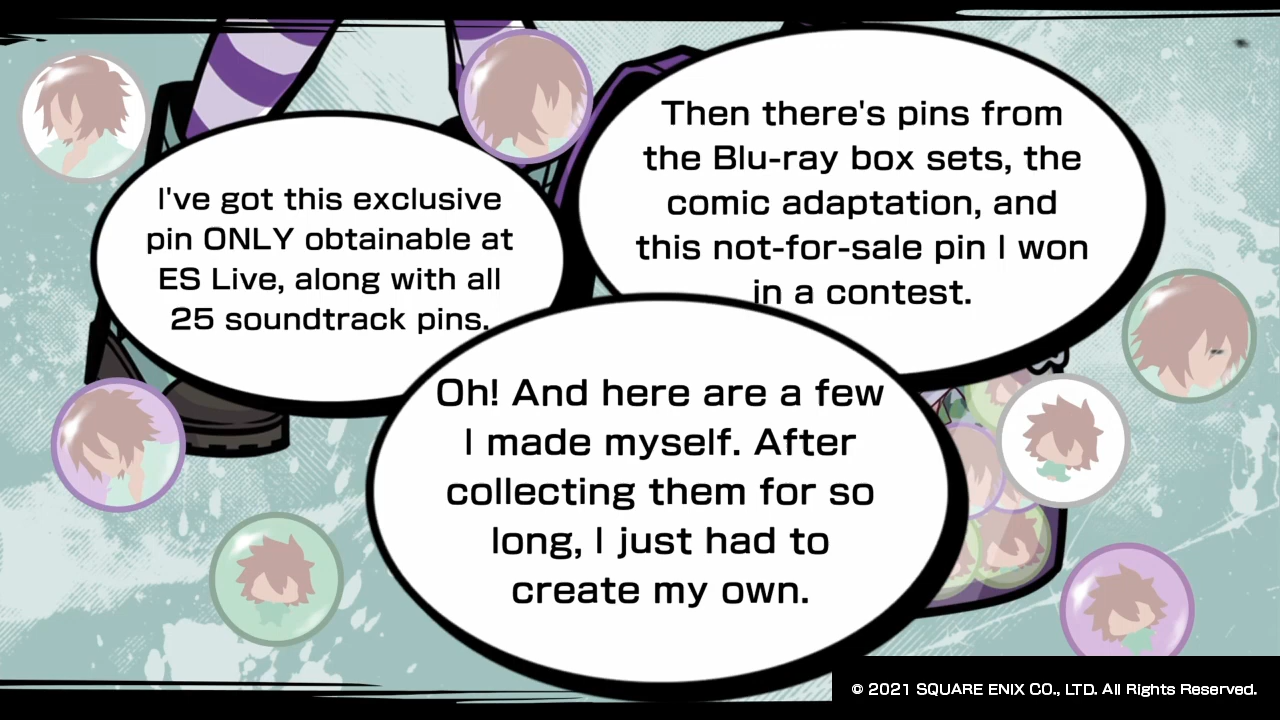 I've got this exclusive
pin ONLY obtainable at
ES Live, along with all
25 soundtrack pins.
Then there's pins from
the Blu-ray box sets, the
comic adaptation, and
this not-for-sale pin I won
in a contest.
Oh! And here are a few
I made myself. After
collecting them for so
long, I just had to
create my own.
© 2021 SQUARE ENIX CO., LTD. All Rights Reserved.